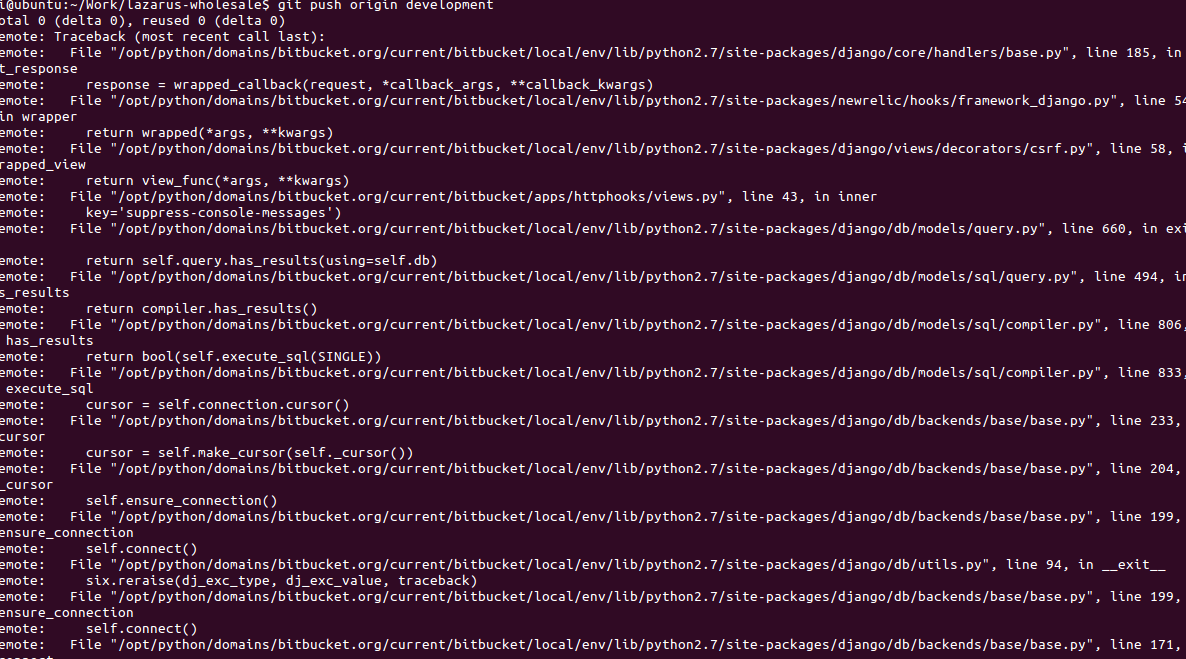 i@ubuntu:~/Work/lazarus-wholesale$ git push origin development
otal 0 (delta 0), reused 0 (delta 0)
emote: Traceback (most recent call last):
emote:   File "/opt/python/domains/bitbucket.org/current/bitbucket/local/env/lib/python2.7/site-packages/django/core/handlers/base.py", line 185, in
t_response
emote:     response = wrapped_callback(request, *callback_args, **callback_kwargs)
emote:   File "/opt/python/domains/bitbucket.org/current/bitbucket/local/env/lib/python2.7/site-packages/newrelic/hooks/framework_django.py", line 54
in wrapper
emote:     return wrapped(*args, **kwargs)
emote:   File "/opt/python/domains/bitbucket.org/current/bitbucket/local/env/lib/python2.7/site-packages/django/views/decorators/csrf.py", line 58, i
rapped_view
emote:     return view_func(*args, **kwargs)
emote:   File "/opt/python/domains/bitbucket.org/current/bitbucket/apps/httphooks/views.py", line 43, in inner
emote:     key='suppress-console-messages')
emote:   File "/opt/python/domains/bitbucket.org/current/bitbucket/local/env/lib/python2.7/site-packages/django/db/models/query.py", line 660, in exi
emote:     return self.query.has_results(using=self.db)
emote:   File "/opt/python/domains/bitbucket.org/current/bitbucket/local/env/lib/python2.7/site-packages/django/db/models/sql/query.py", line 494, in
s_results
emote:     return compiler.has_results()
emote:   File "/opt/python/domains/bitbucket.org/current/bitbucket/local/env/lib/python2.7/site-packages/django/db/models/sql/compiler.py", line 806,
has_results
emote:     return bool(self.execute_sql(SINGLE))
emote:   File "/opt/python/domains/bitbucket.org/current/bitbucket/local/env/lib/python2.7/site-packages/django/db/models/sql/compiler.py", line 833,
execute_sql
emote:     cursor = self.connection.cursor()
emote:   File "/opt/python/domains/bitbucket.org/current/bitbucket/local/env/lib/python2.7/site-packages/django/db/backends/base/base.py", line 233,
cursor
emote:     cursor = self.make_cursor(self._cursor())
emote:   File "/opt/python/domains/bitbucket.org/current/bitbucket/local/env/lib/python2.7/site-packages/django/db/backends/base/base.py", line 204,
_cursor
emote:     self.ensure_connection()
emote:   File "/opt/python/domains/bitbucket.org/current/bitbucket/local/env/lib/python2.7/site-packages/django/db/backends/base/base.py", line 199,
ensure_connection
emote:     self.connect()
emote:   File "/opt/python/domains/bitbucket.org/current/bitbucket/local/env/lib/python2.7/site-packages/django/db/utils.py", line 94, in __exit__
emote:     six.reraise(dj_exc_type, dj_exc_value, traceback)
emote:   File "/opt/python/domains/bitbucket.org/current/bitbucket/local/env/lib/python2.7/site-packages/django/db/backends/base/base.py", line 199,
ensure_connection
emote:     self.connect()
emote:   File "/opt/python/domains/bitbucket.org/current/bitbucket/local/env/lib/python2.7/site-packages/django/db/backends/base/base.py", line 171,